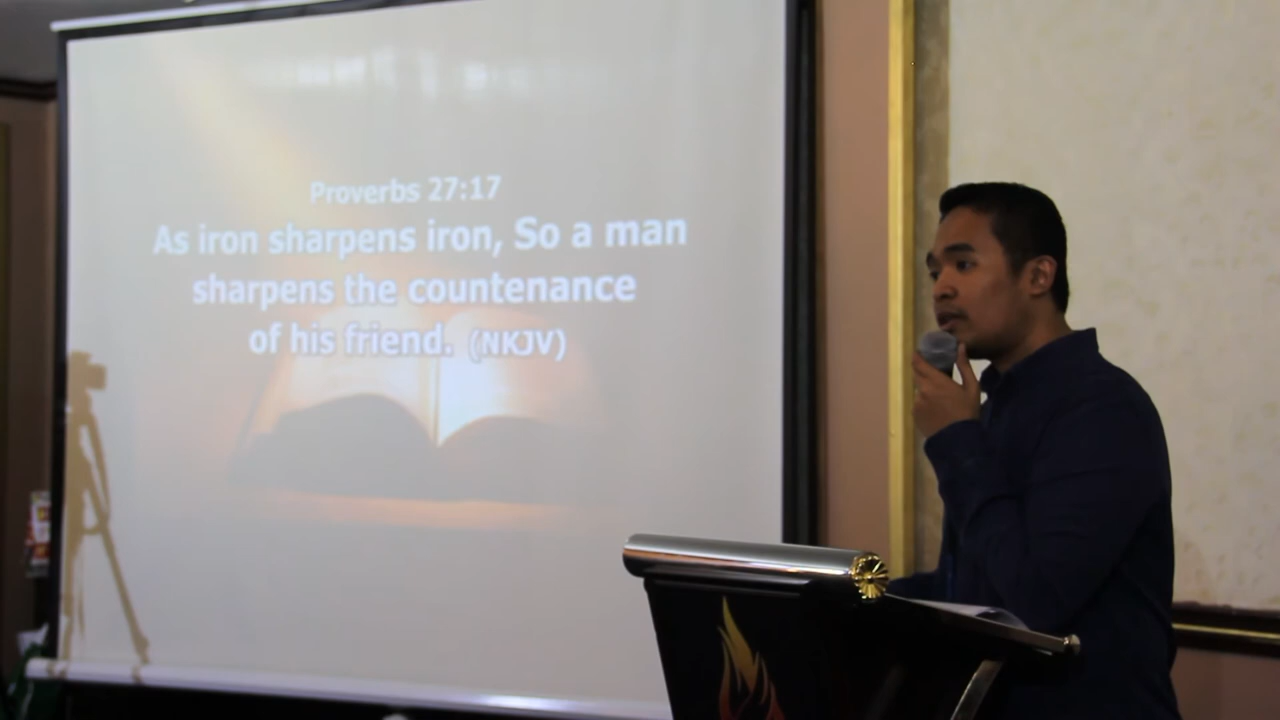 Proverbs 27:17
As iron sharpens iron, So a man
sharpens the countenance
of his friend. (NKJV)